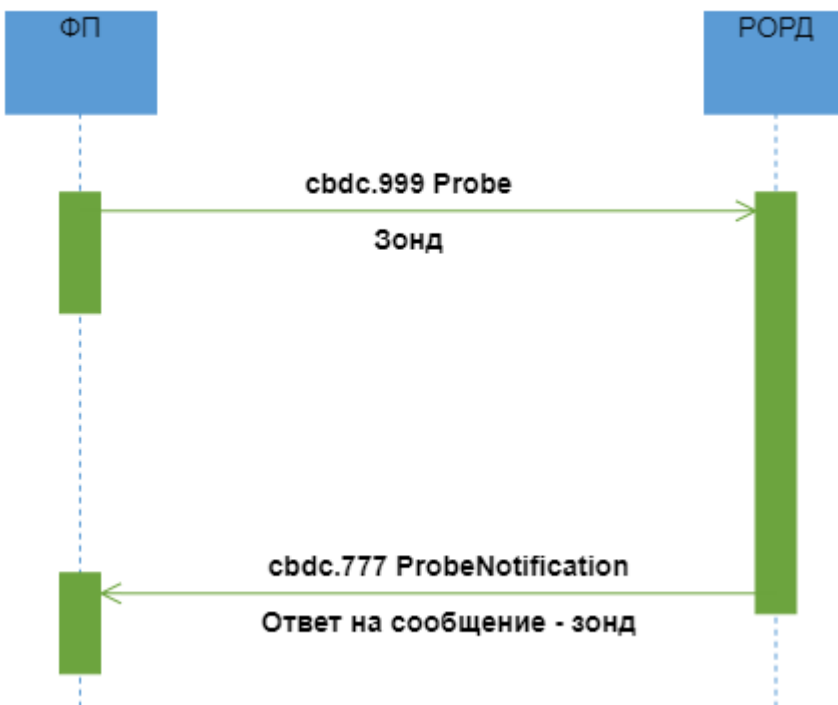 ФП
РОРД
cbdc.999 Probe
Зонд
cbdc.777 ProbeNotification
Ответ на сообщение - зонд